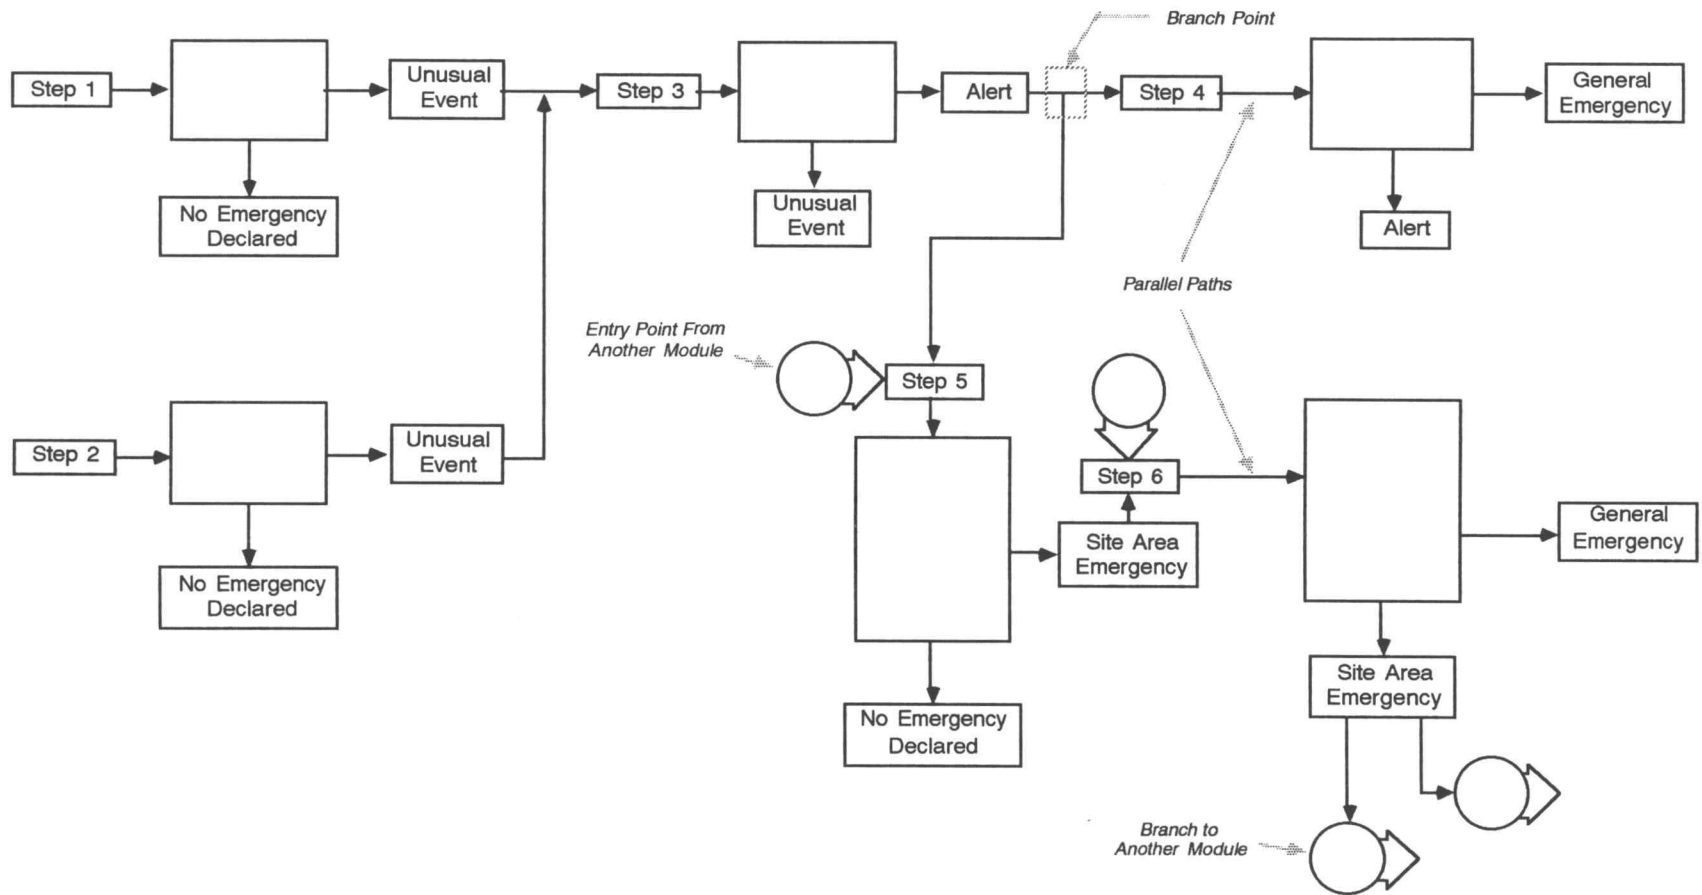 Branch Point
Step 1
Unusual
Event
Step 3
Alert
Step 4
General
Emergency
No Emergency
Declared
Unusual
Event
Alert
Parallel Paths
Entry Point From
Another Module
Step 5
Step 2
Unusual
Event
Step 6
Site Area
Emergency
General
Emergency
No Emergency
Declared
Site Area
Emergency
No Emergency
Declared
Branch to
Another Module